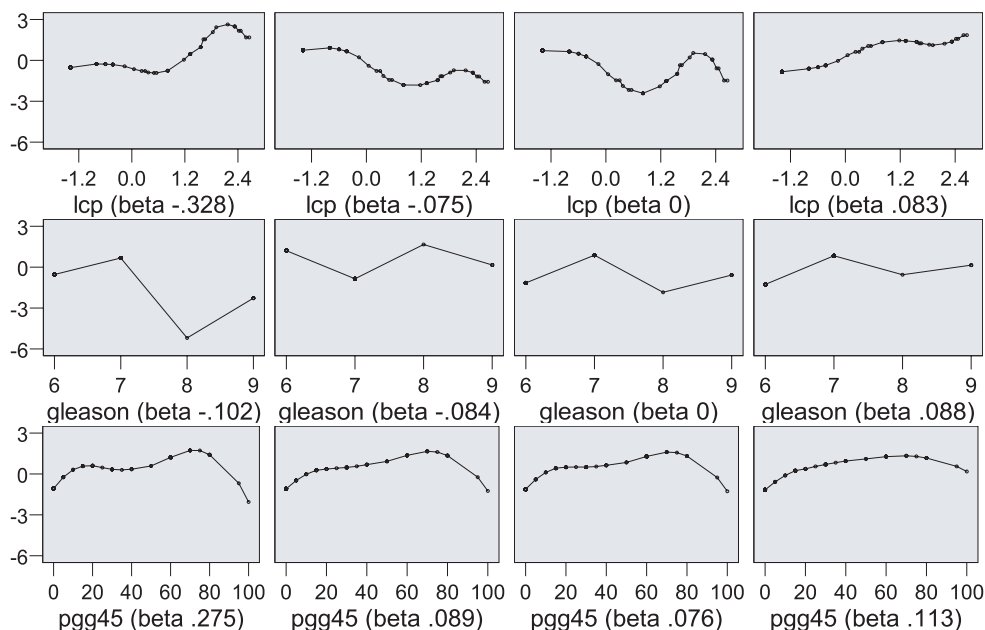 3
0
-3
-6
-1.2 0.0 1.2 2.4 -1.2 0.0 1.2 2.4 -1.2 0.0 1.2 2.4 -1.2 0.0 1.2 2.4
lcp (beta -.328) lcp (beta -.075) lcp (beta 0) lcp (beta .083)
3
0
-3
-6
6 7 8 9 6 7 8 9 6 7 8 9 6 7 8 9
gleason (beta -.102) gleason (beta -.084) gleason (beta 0) gleason (beta .088)
3
0
-3
-6
0 20 40 60 80 100 0 20 40 60 80 100 0 20 40 60 80 100 0 20 40 60 80 100
pgg45 (beta .275) pgg45 (beta .089) pgg45 (beta .076) pgg45 (beta .113)